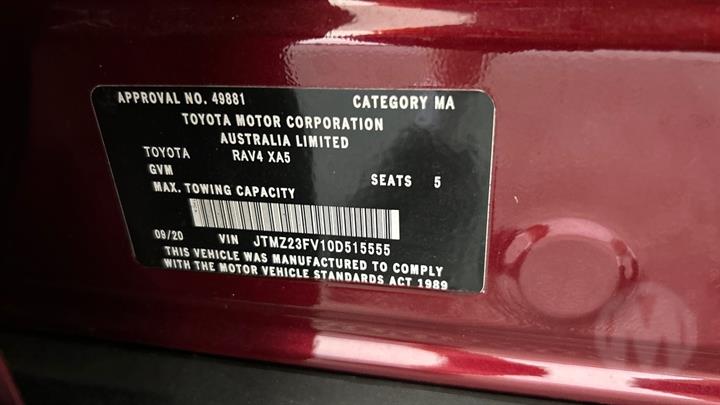 APPROVAL NO. 49881 CATEGORY MA
TOYOTA MOTOR CORPORATION
AUSTRALIA LIMITED
TOYOTA RAV4 XA5
GVM SEATS 5
MAX. TOWING CAPACITY
09/20 VIN JTMZ23FV10D515555
THIS VEHICLE WAS MANUFACTURED TO COMPLY
WITH THE MOTOR VEHICLE STANDARDS ACT 1989
M